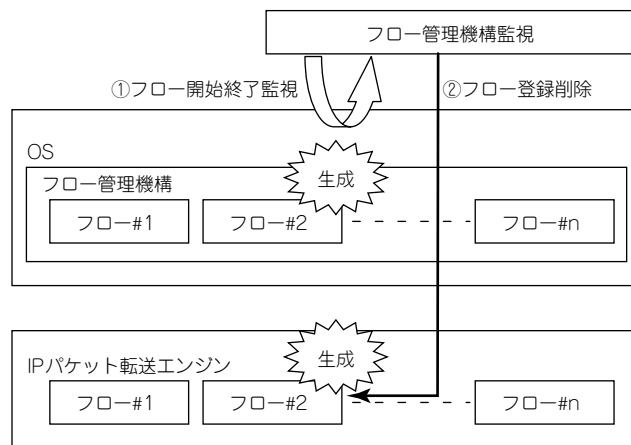 フロー管理機構監視
①フロー開始終了監視
②フロー登録削除
OS
生成
フロー管理機構
フロー#1
フロー#2
フロー#n
生成
IPパケット転送エンジン
フロー#1
フロー#2
フロー#n